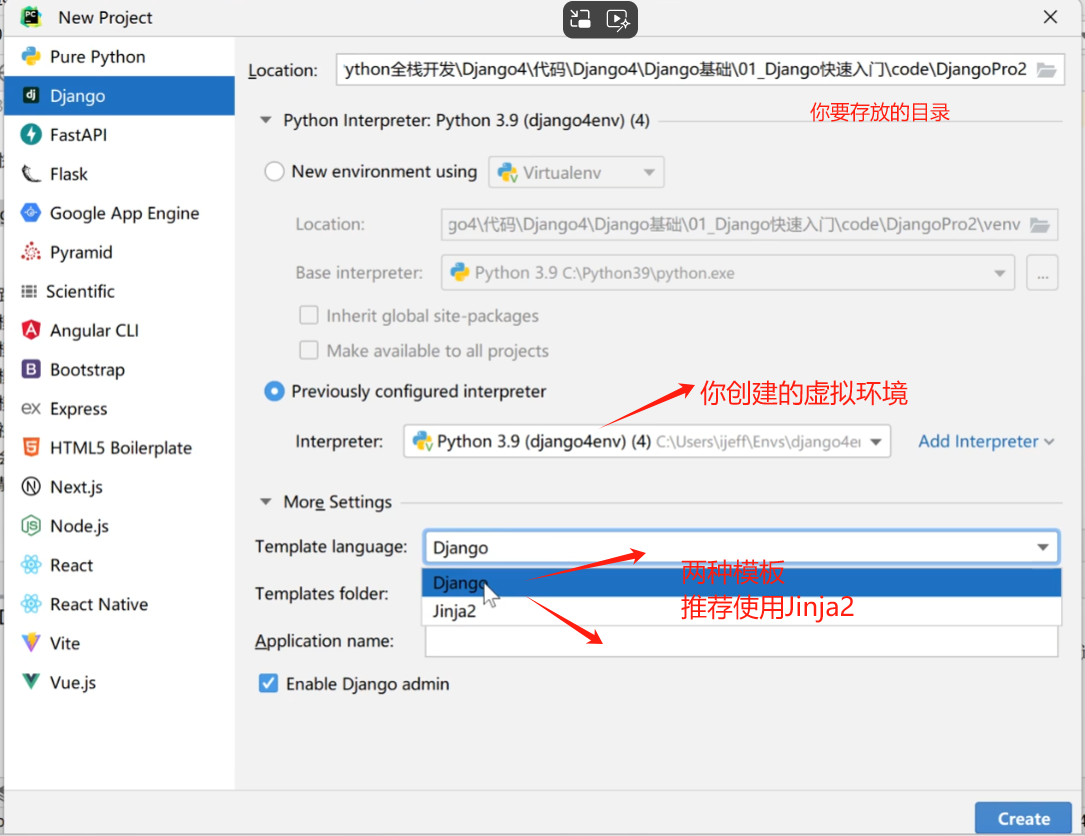 New Project
Pure Python
Django
FastAPI
Flask
Google App Engine
Pyramid
Scientific
Angular CLI
Bootstrap
Express
HTML5 Boilerplate
Next.js
Node.js
React
React Native
Vite
Vue.js
Location: ython全栈开发\Django4\代码\Django4\Django基础\01_Django快速入门\code\DjangoPro2
你要存放的目录
Python Interpreter: Python 3.9 (django4env) (4)
New environment using Virtualenv
Location: go4\代码\Django4\Django基础\01_Django快速入门\code\DjangoPro2\venv
Base interpreter: Python 3.9 C:\Python39\python.exe ...
Inherit global site-packages
Make available to all projects
Previously configured interpreter
你创建的虚拟环境
Interpreter: Python 3.9 (django4env) (4) C:\Users\ijeff\Envs\django4e Add Interpreter
More Settings
Template language: Django
Django
两种模板
Templates folder:
Jinja2
推荐使用Jinja2
Application name:
Enable Django admin
Create